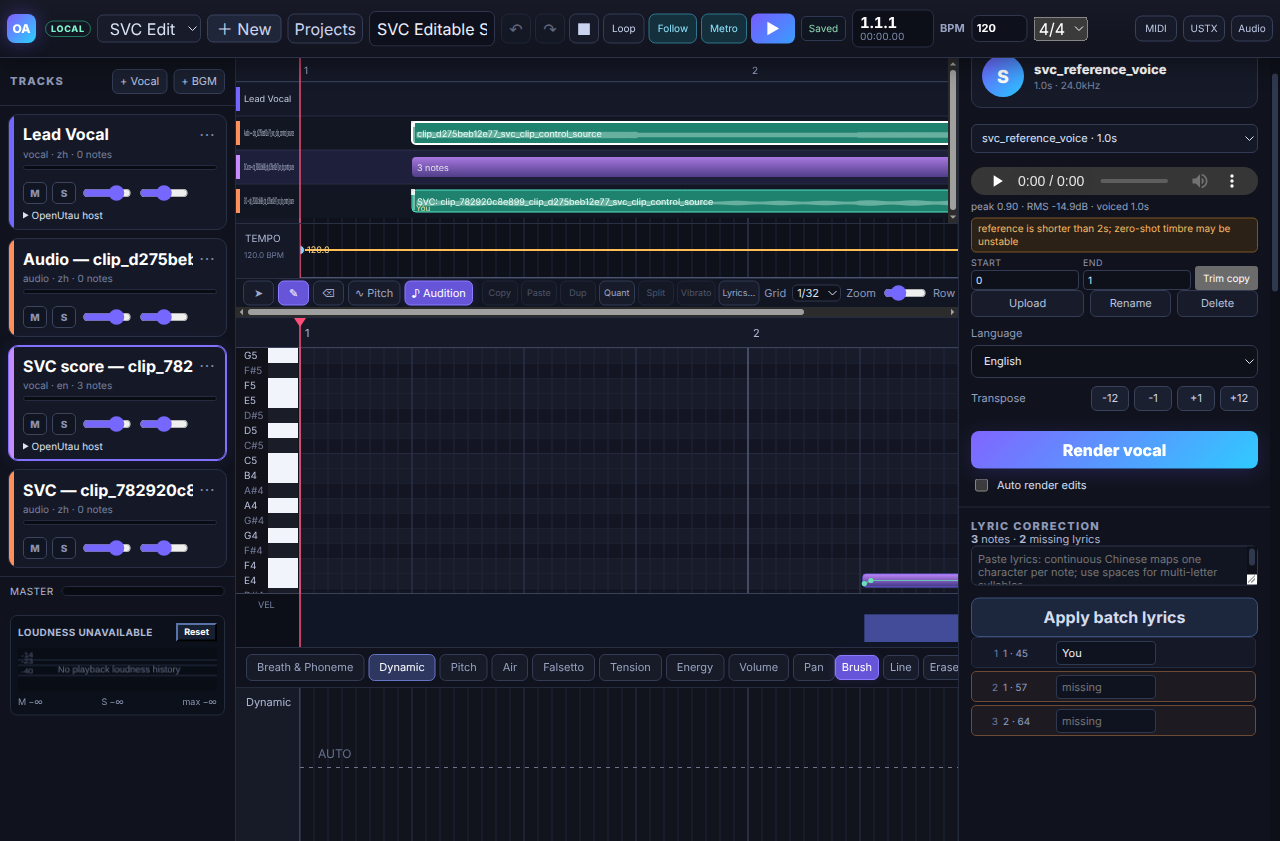 OA LOCAL SVC Edit + New Projects SVC Editable S Loop Follow Metro Saved 1.1.1 00:00.00 BPM 120 4/4 MIDI USTX Audio
TRACKS + Vocal + BGM
Lead Vocal ···
vocal · zh · 0 notes
M S
OpenUtau host
Audio — clip_d275beb ···
audio · zh · 0 notes
M S
SVC score — clip_782 ···
vocal · en · 3 notes
M S
OpenUtau host
SVC — clip_782920c8 ···
audio · zh · 0 notes
M S
MASTER
LOUDNESS UNAVAILABLE Reset
-14
-23
-40
No playback loudness history
M −∞ S −∞ max −∞
1 2
Lead Vocal
clip_d275beb12e77_svc_clip_control_source
3 notes
SVC: clip_782920c8e899_clip_d275beb12e77_svc_clip_control_source
You
TEMPO
120.0 BPM
120.0
Pitch Audition Copy Paste Dup Quant Split Vibrato Lyrics... Grid 1/32 Zoom Row
1 2
G5
F#5
F5
E5
D#5
D5
C#5
C5
B4
A#4
A4
G#4
G4
F#4
F4
E4
VEL
Breath & Phoneme Dynamic Pitch Air Falsetto Tension Energy Volume Pan Brush Line Erase
Dynamic
AUTO
S
svc_reference_voice
1.0s · 24.0kHz
svc_reference_voice · 1.0s
0:00 / 0:00
peak 0.90 · RMS -14.9dB · voiced 1.0s
reference is shorter than 2s; zero-shot timbre may be
unstable
START END
0 1 Trim copy
Upload Rename Delete
Language
English
Transpose -12 -1 +1 +12
Render vocal
Auto render edits
LYRIC CORRECTION
3 notes · 2 missing lyrics
Paste lyrics: continuous Chinese maps one
character per note; use spaces for multi-letter
syllables.
Apply batch lyrics
1 1 · 45 You
2 1 · 57 missing
3 2 · 64 missing